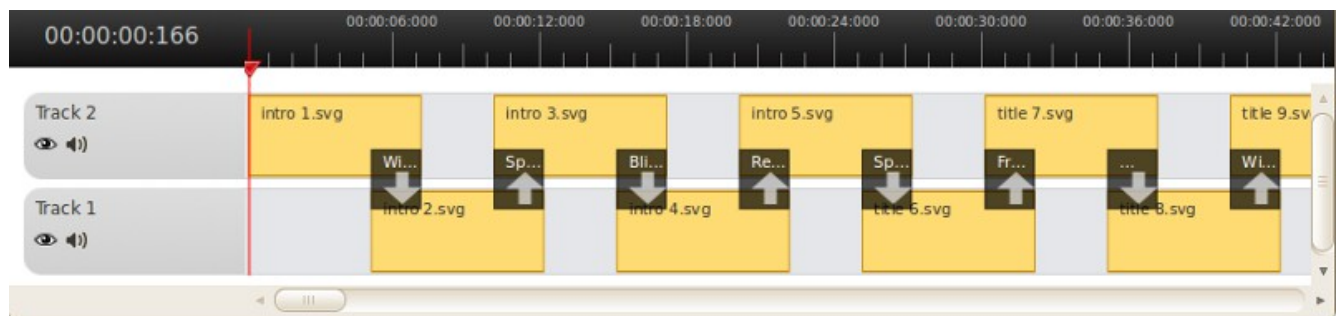 00:00:00:166
00:00:06:000 00:00:12:000 00:00:18:000 00:00:24:000 00:00:30:000 00:00:36:000 00:00:42:000
Track 2
intro 1.svg intro 3.svg intro 5.svg title 7.svg title 9.sv
Wi... Sp... Bli... Re... Sp... Fr... ... Wi...
Track 1
intro 2.svg intro 4.svg title 6.svg title 8.svg